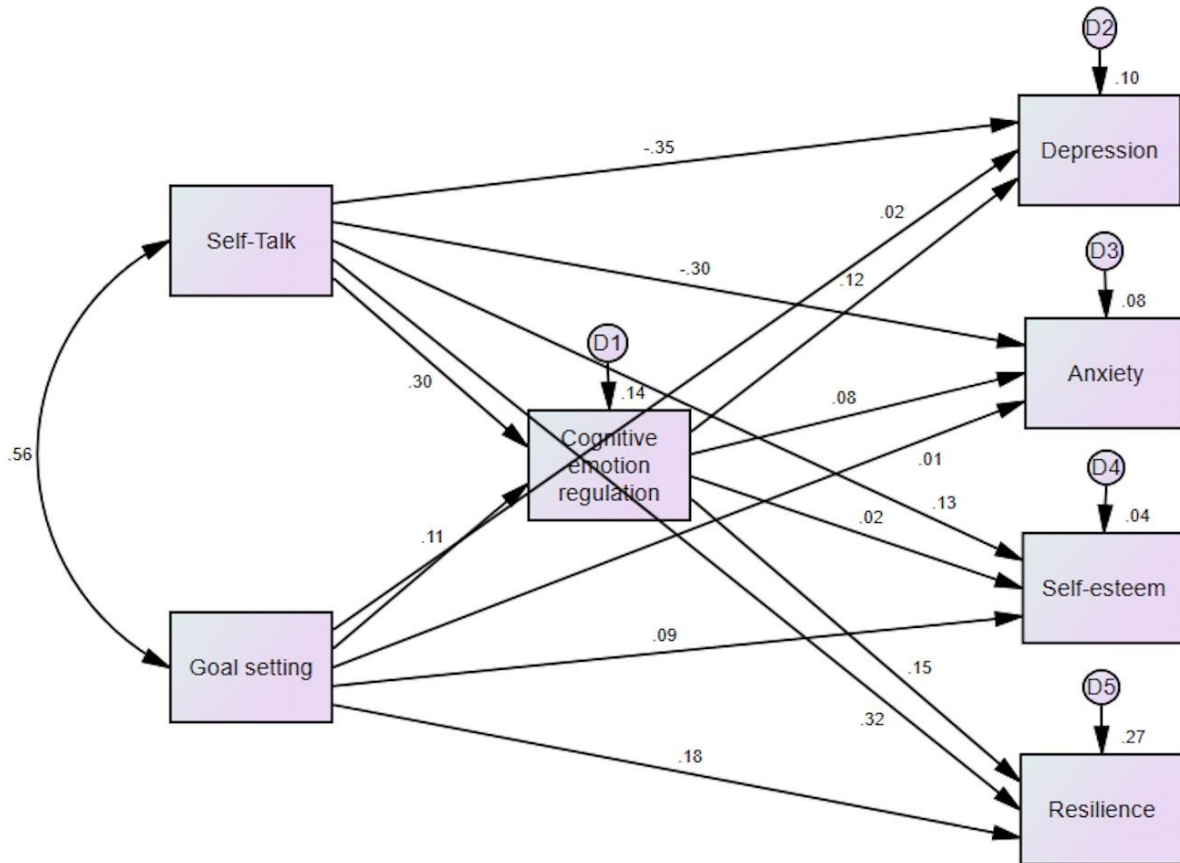 D2
.10
Depression
-.35
Self-Talk
.02
D3
-.30
.12
.08
D1
Anxiety
.30
.14
.08
Cognitive
emotion
regulation
.56
.01
D4
.13
.04
.02
.11
Self-esteem
Goal setting
.09
.15
D5
.32
.27
.18
Resilience